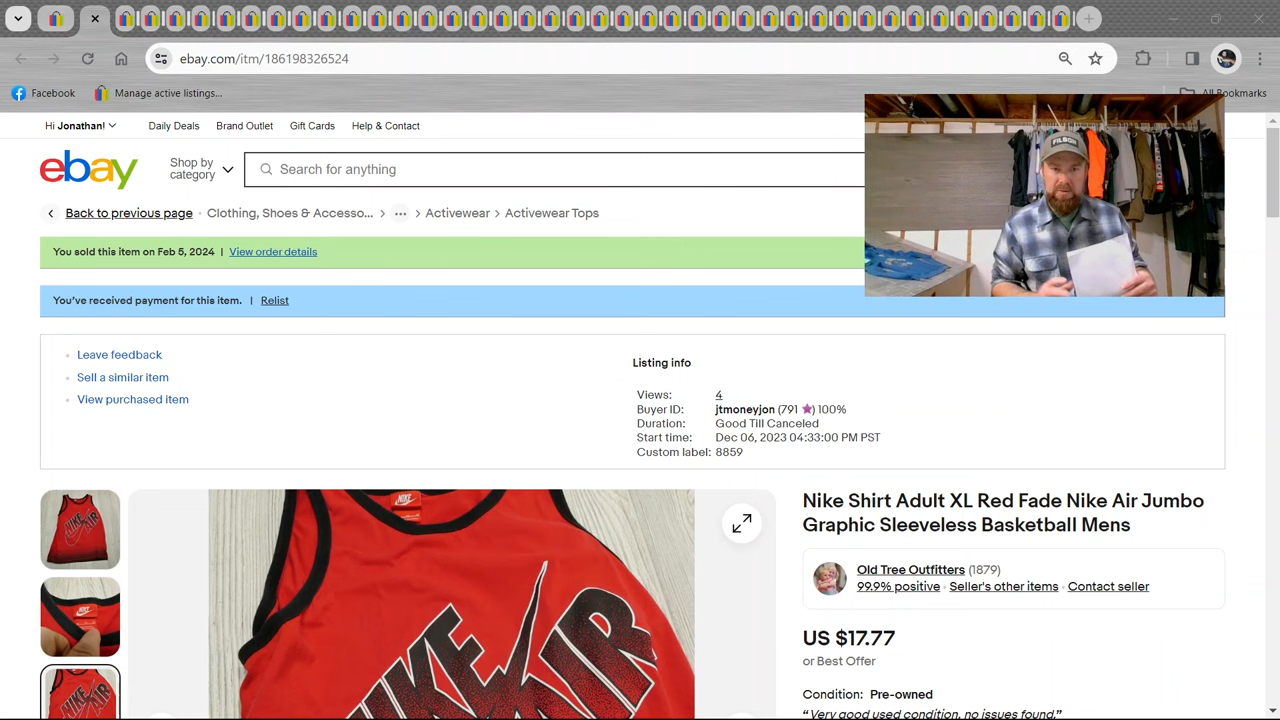 ebay.com/itm/186198326524
Facebook
Manage active listings...
All Bookmarks
Hi Jonathan!
Daily Deals
Brand Outlet
Gift Cards
Help & Contact
ebay
Shop by
category
Search for anything
FILSON
Back to previous page
Clothing, Shoes & Accesso...
Activewear
Activewear Tops
You sold this item on Feb 5, 2024 | View order details
You've received payment for this item. | Relist
Leave feedback
Sell a similar item
View purchased item
Listing info
Views: 4
Buyer ID: jtmoneyjon (791 ) 100%
Duration: Good Till Canceled
Start time: Dec 06, 2023 04:33:00 PM PST
Custom label: 8859
NIKE
NIKE AIR
Nike Shirt Adult XL Red Fade Nike Air Jumbo
Graphic Sleeveless Basketball Mens
Old Tree Outfitters (1879)
99.9% positive · Seller's other items · Contact seller
US $17.77
or Best Offer
Condition: Pre-owned
“Very good used condition, no issues found.”